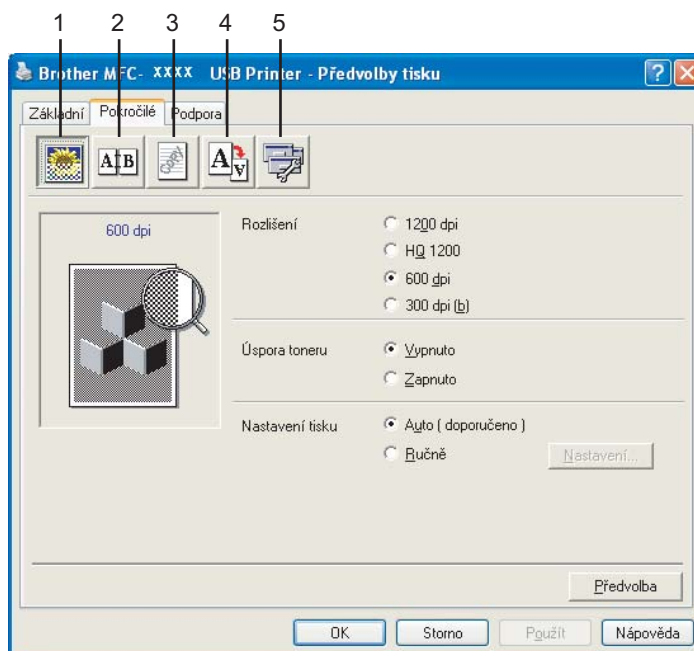 1 2 3 4 5
Brother MFC- XXXX USB Printer - Předvolby tisku
Základní Pokročilé Podpora
A B COPY A A
600 dpi
Rozlišení
1200 dpi
HQ 1200
600 dpi
300 dpi (b)
Úspora toneru
Vypnuto
Zapnuto
Nastavení tisku
Auto ( doporučeno )
Ručně Nastavení...
Předvolba
OK Storno Použít Nápověda